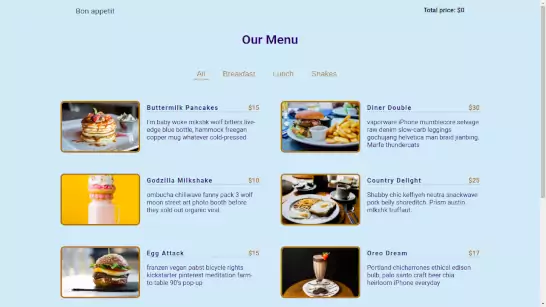 Bon appetit
Total price: $0
Our Menu
All Breakfast Lunch Shakes
Buttermilk Pancakes $15
I'm baby woke mlkshk wolf bitters live-
edge blue bottle, hammock freegan
copper mug whatever cold-pressed
Diner Double $30
vaporware iPhone mumblecore selvage
raw denim slow-carb leggings
gochujang helvetica man braid jianbing.
Marfa thundercats
Godzilla Milkshake $10
ombucha chillwave fanny pack 3 wolf
moon street art photo booth before
they sold out organic viral.
Country Delight $25
Shabby chic keffiyeh neutra snackwave
pork belly shoreditch. Prism austin
mlkshk truffaut.
Egg Attack $15
franzen vegan pabst bicycle rights
kickstarter pinterest meditation farm-
to-table 90's pop-up
Oreo Dream $17
Portland chicharrones ethical edison
bulb, palo santo craft beer chia
heirloom iPhone everyday